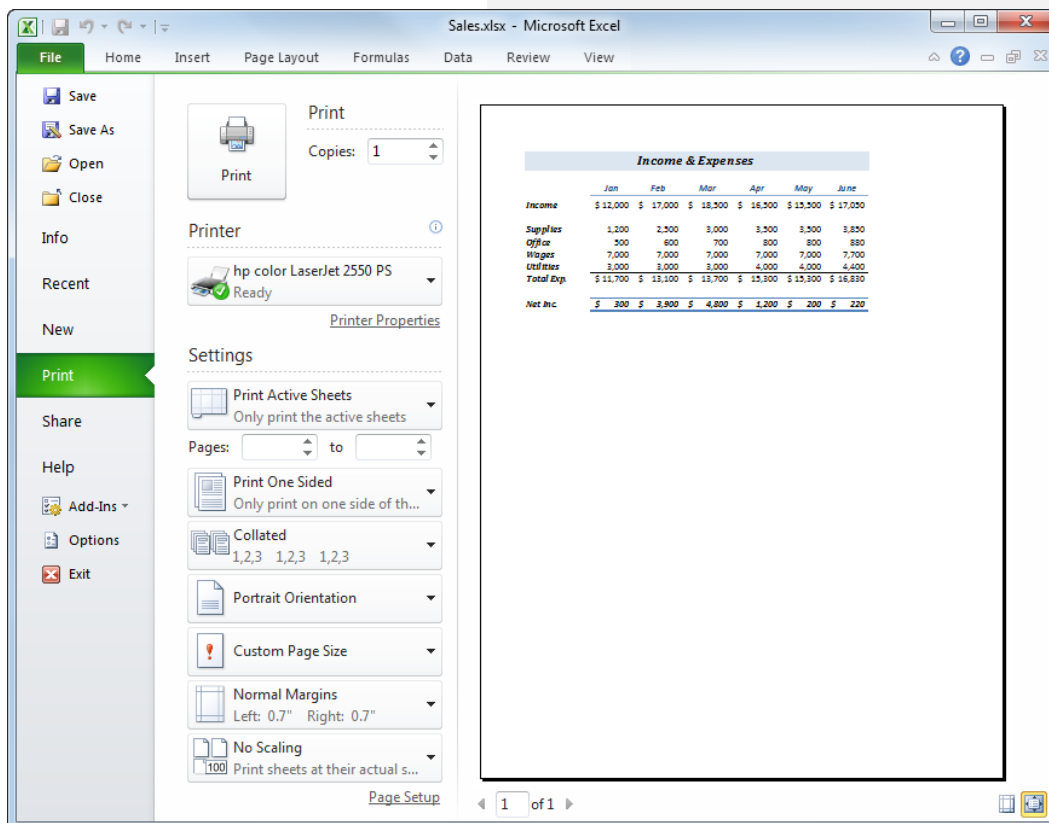 Sales.xlsx - Microsoft Excel
File Home Insert Page Layout Formulas Data Review View
Save
Save As
Open
Close
Info
Recent
New
Print
Share
Help
Add-Ins
Options
Exit
Print
Print
Copies: 1
Printer
hp color LaserJet 2550 PS
Ready
Printer Properties
Settings
Print Active Sheets
Only print the active sheets
Pages: to
Print One Sided
Only print on one side of th...
Collated
1,2,3 1,2,3 1,2,3
Portrait Orientation
Custom Page Size
Normal Margins
Left: 0.7" Right: 0.7"
No Scaling
100 Print sheets at their actual s...
Page Setup
Income & Expenses
Jan Feb Mar Apr May June
Income $ 12,000 $ 17,000 $ 18,500 $ 16,500 $ 15,500 $ 17,050
Supplies 1,200 2,500 3,000 3,500 3,500 3,850
Office 500 600 700 800 800 880
Wages 7,000 7,000 7,000 7,000 7,000 7,700
Utilities 3,000 3,000 3,000 4,000 4,000 4,400
Total Exp. $ 11,700 $ 13,100 $ 13,700 $ 15,300 $ 15,300 $ 16,830
Net Inc. $ 300 $ 3,900 $ 4,800 $ 1,200 $ 200 $ 220
1 of 1